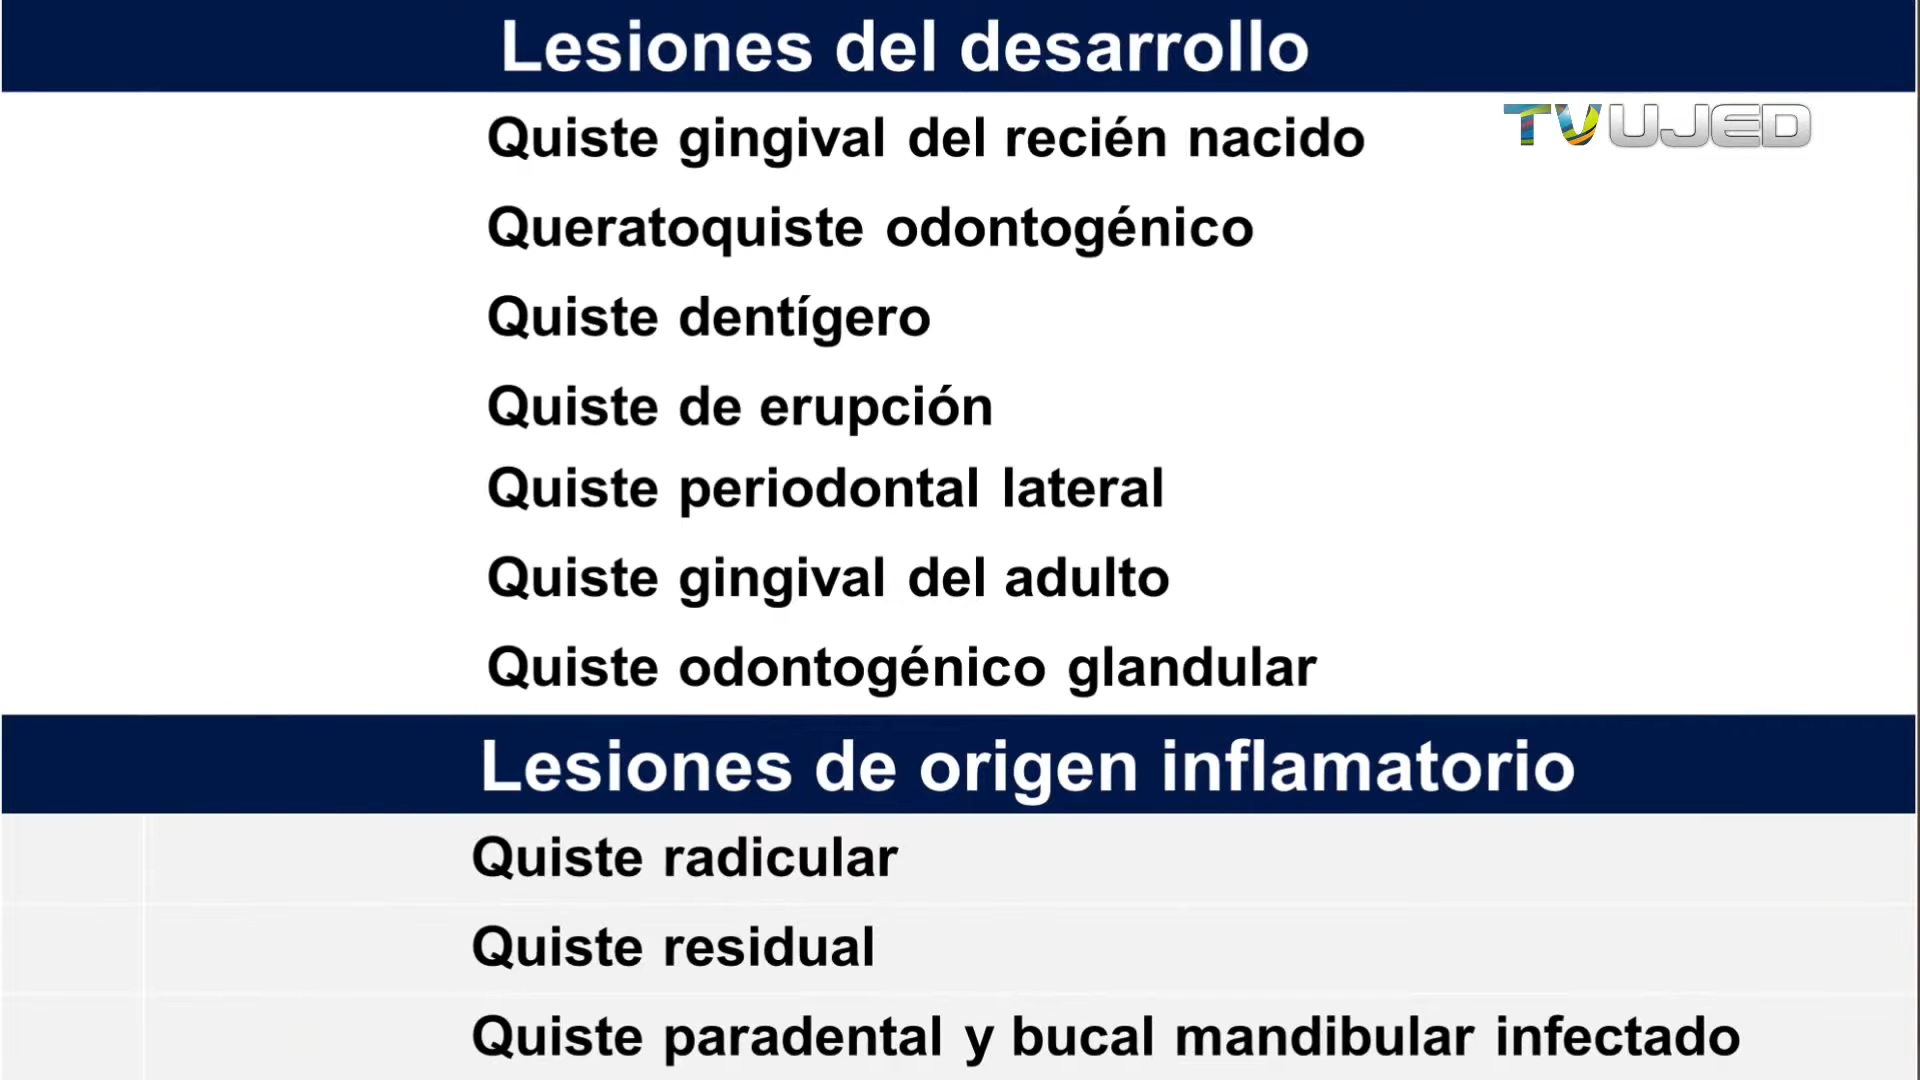 Lesiones del desarrollo
TVUJED
Quiste gingival del recién nacido
Queratoquiste odontogénico
Quiste dentígero
Quiste de erupción
Quiste periodontal lateral
Quiste gingival del adulto
Quiste odontogénico glandular
Lesiones de origen inflamatorio
Quiste radicular
Quiste residual
Quiste paradental y bucal mandibular infectado